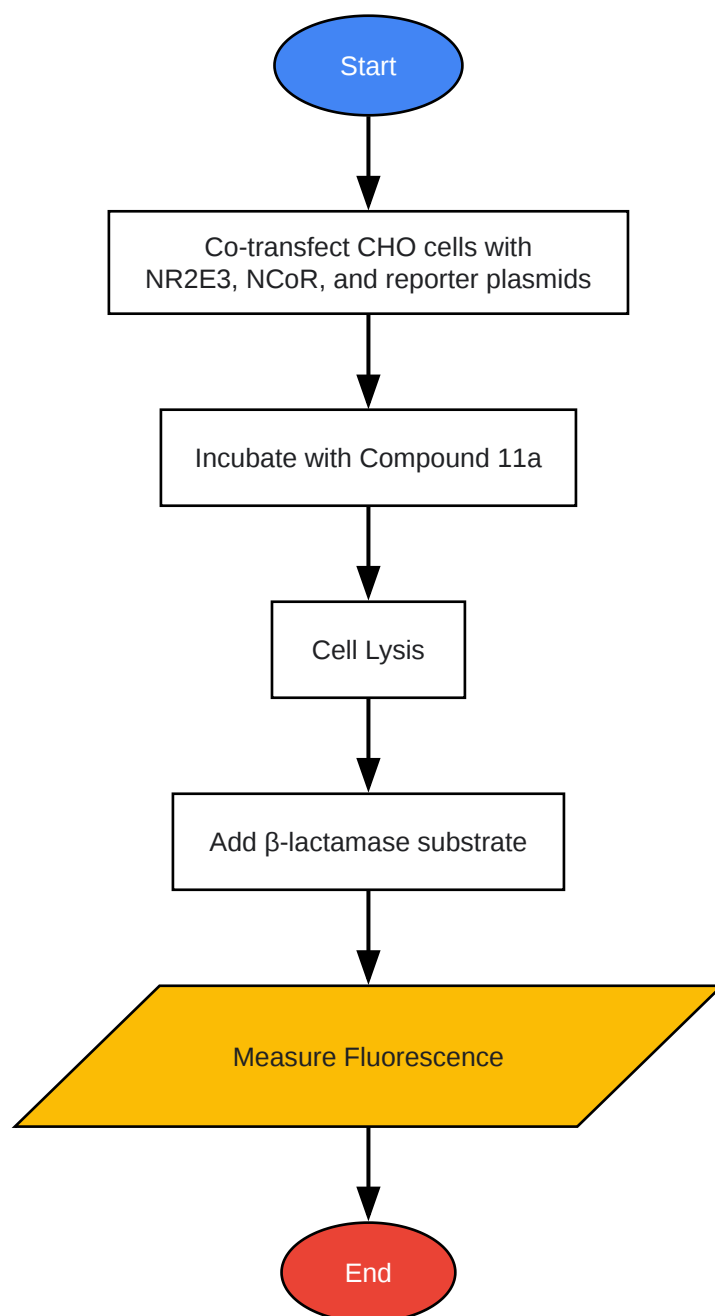 Start
Co-transfect CHO cells with
NR2E3, NCoR, and reporter plasmids
Incubate with Compound 11a
Cell Lysis
Add β-lactamase substrate
Measure Fluorescence
End